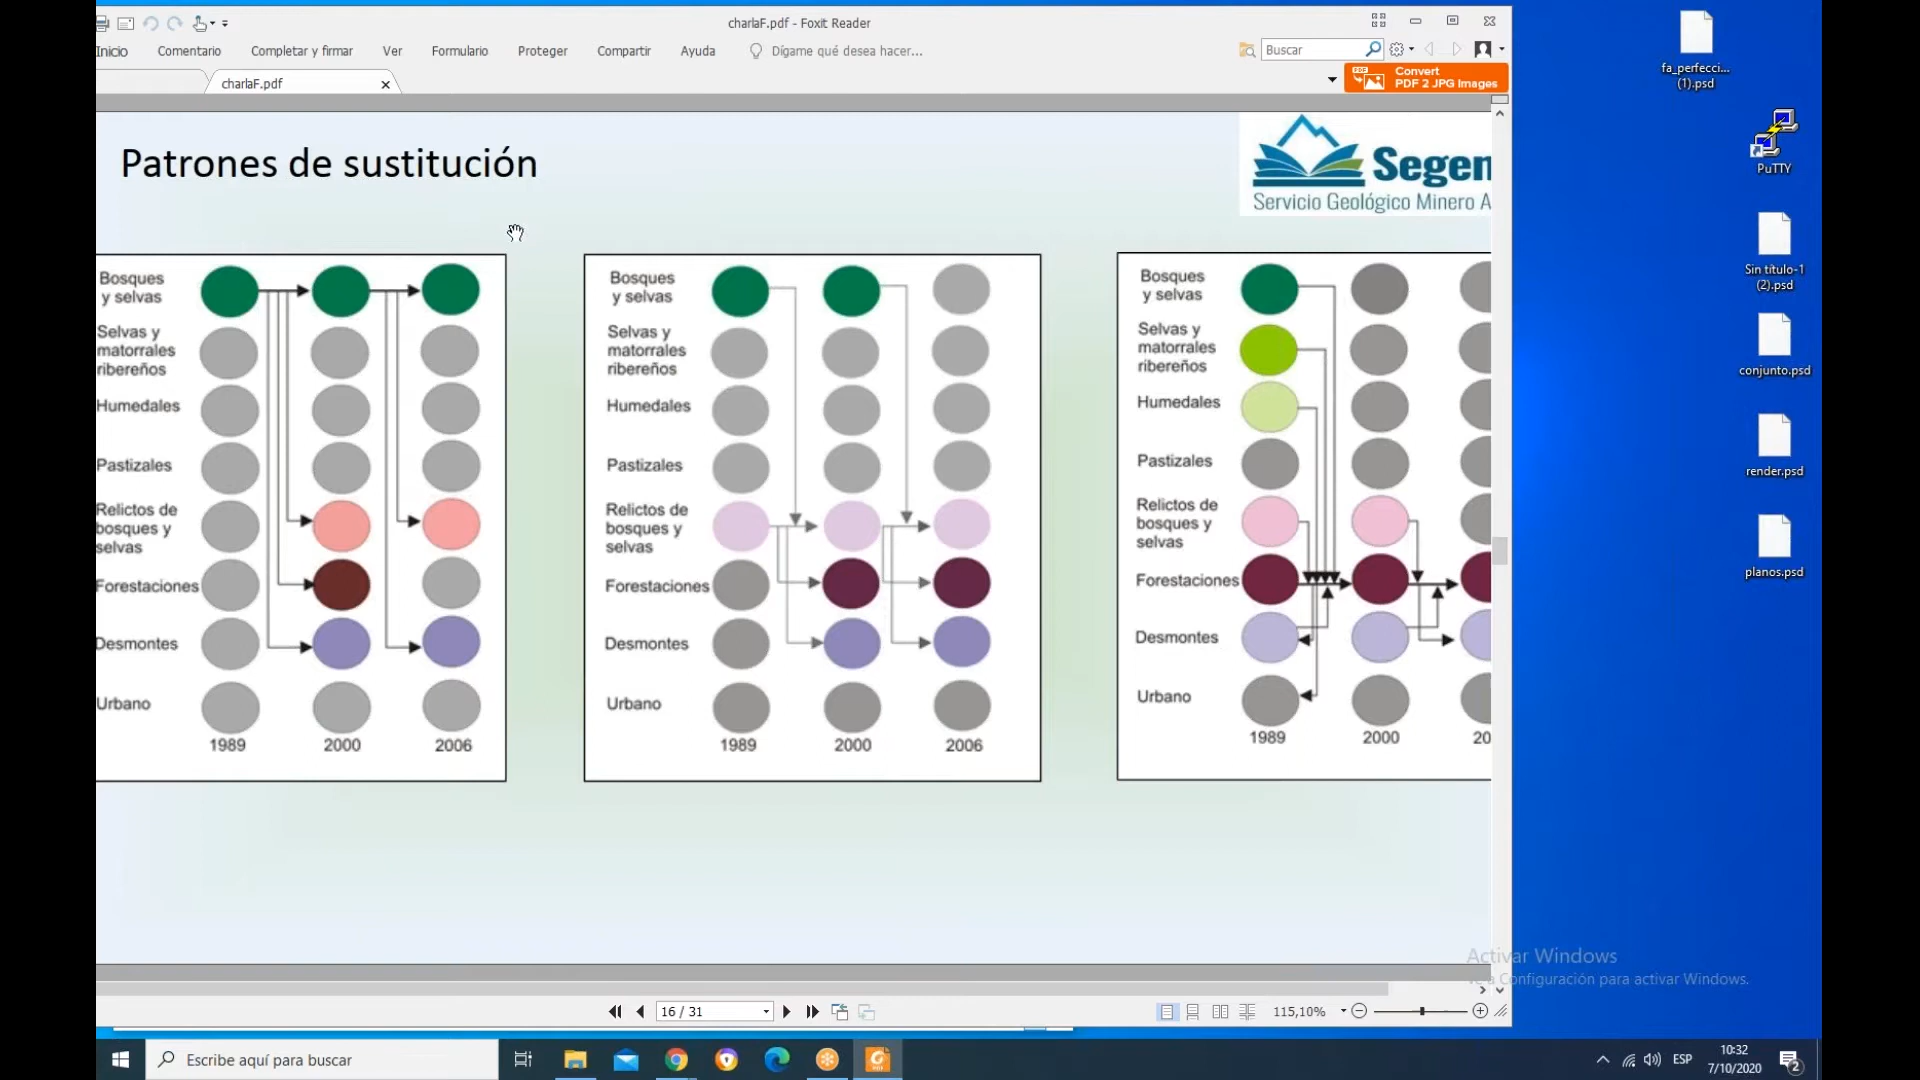 charlaF.pdf - Foxit Reader
Inicio Comentario Completar y firmar Ver Formulario Proteger Compartir Ayuda Dígame qué desea hacer... Buscar
charlaF.pdf
Convert
PDF 2 JPG Images
Patrones de sustitución
Segem
Servicio Geológico Minero A
Bosques
y selvas
Selvas y
matorrales
ribereños
Humedales
Pastizales
Relictos de
bosques y
selvas
Forestaciones
Desmontes
Urbano
1989 2000 2006
Bosques
y selvas
Selvas y
matorrales
ribereños
Humedales
Pastizales
Relictos de
bosques y
selvas
Forestaciones
Desmontes
Urbano
1989 2000 2006
Bosques
y selvas
Selvas y
matorrales
ribereños
Humedales
Pastizales
Relictos de
bosques y
selvas
Forestaciones
Desmontes
Urbano
1989 2000 20
16 / 31
115,10%
fa_perfecci...
(1).psd
PuTTY
Sin título-1
(2).psd
conjunto.psd
render.psd
planos.psd
Activar Windows
Ve a Configuración para activar Windows.
Escribe aquí para buscar
ESP
10:32
7/10/2020
2